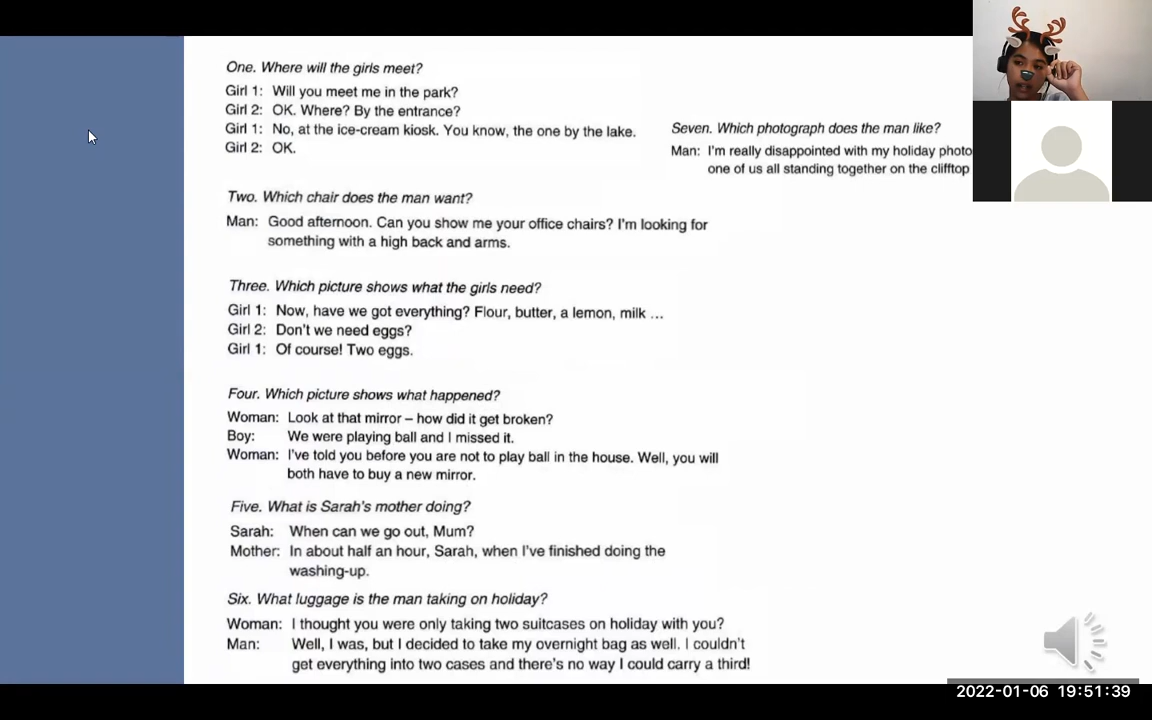 One. Where will the girls meet?
Girl 1: Will you meet me in the park?
Girl 2: OK. Where? By the entrance?
Girl 1: No, at the ice-cream kiosk. You know, the one by the lake.
Girl 2: OK.
Two. Which chair does the man want?
Man: Good afternoon. Can you show me your office chairs? I'm looking for
something with a high back and arms.
Three. Which picture shows what the girls need?
Girl 1: Now, have we got everything? Flour, butter, a lemon, milk ...
Girl 2: Don't we need eggs?
Girl 1: Of course! Two eggs.
Four. Which picture shows what happened?
Woman: Look at that mirror – how did it get broken?
Boy: We were playing ball and I missed it.
Woman: I've told you before you are not to play ball in the house. Well, you will
both have to buy a new mirror.
Five. What is Sarah's mother doing?
Sarah: When can we go out, Mum?
Mother: In about half an hour, Sarah, when I've finished doing the
washing-up.
Six. What luggage is the man taking on holiday?
Woman: I thought you were only taking two suitcases on holiday with you?
Man: Well, I was, but I decided to take my overnight bag as well. I couldn't
get everything into two cases and there's no way I could carry a third!
Seven. Which photograph does the man like?
Man: I'm really disappointed with my holiday photo
one of us all standing together on the clifftop
2022-01-06 19:51:39